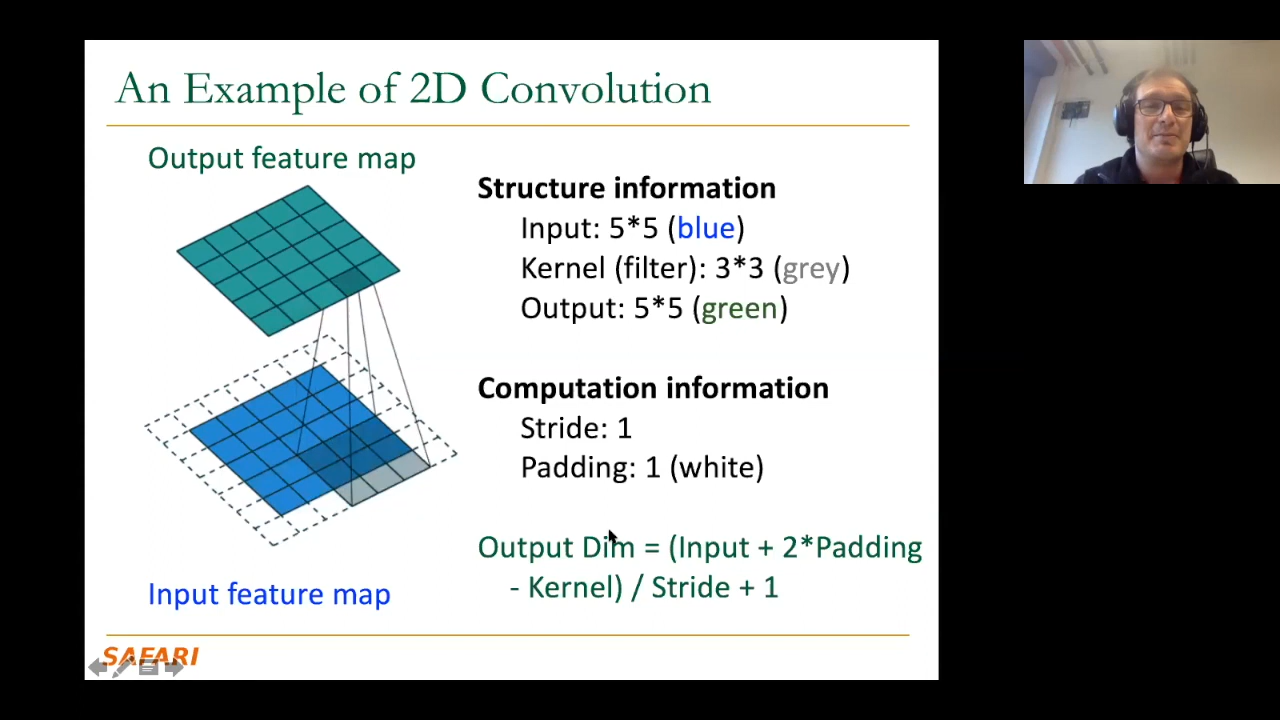 An Example of 2D Convolution
Output feature map
Structure information
Input: 5*5 (blue)
Kernel (filter): 3*3 (grey)
Output: 5*5 (green)
Computation information
Stride: 1
Padding: 1 (white)
Output Dim = (Input + 2*Padding
- Kernel) / Stride + 1
Input feature map
SAFARI